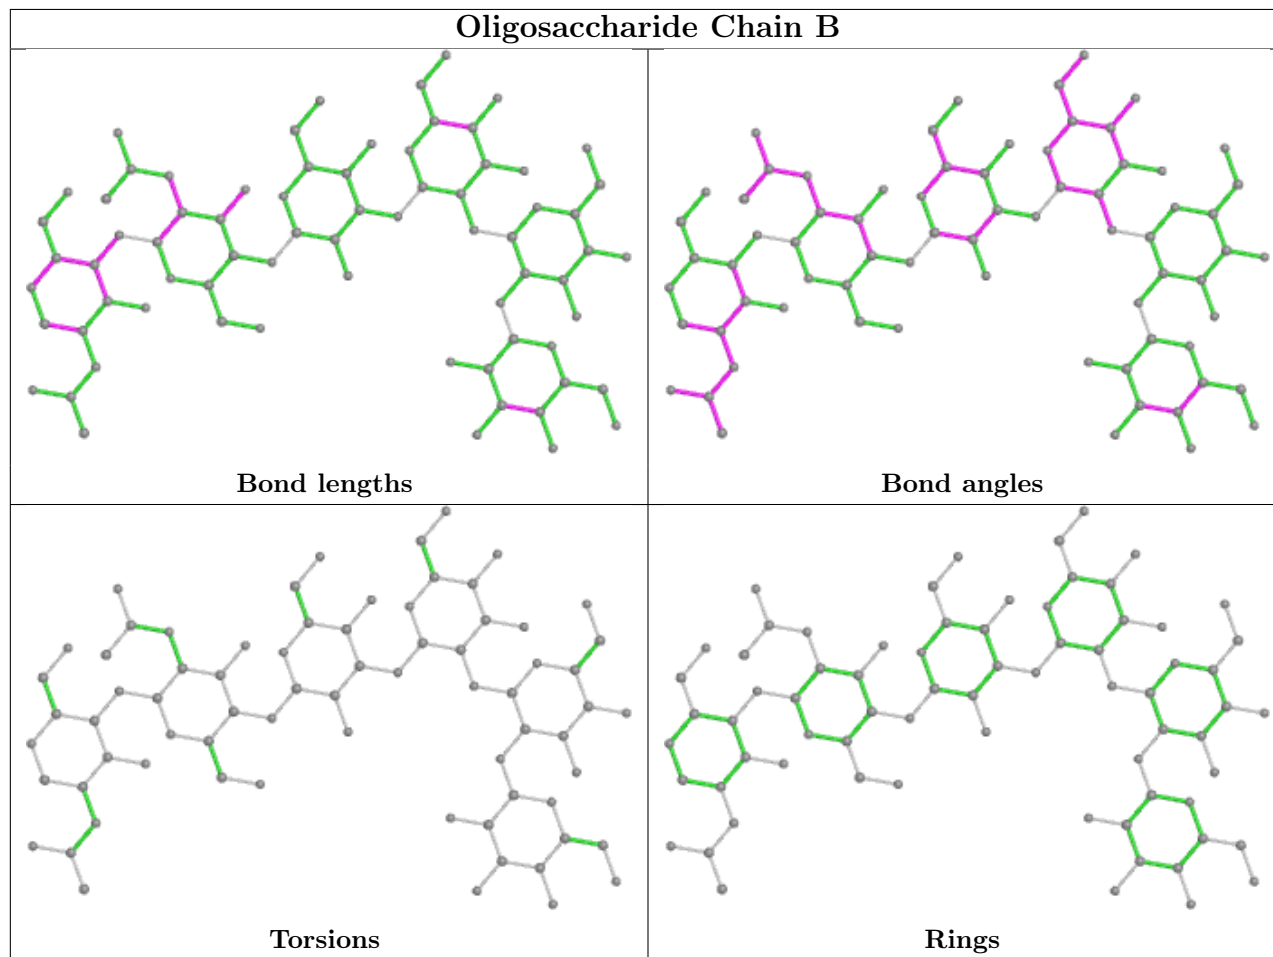 Oligosaccharide Chain B
Bond lengths
Bond angles
Torsions
Rings